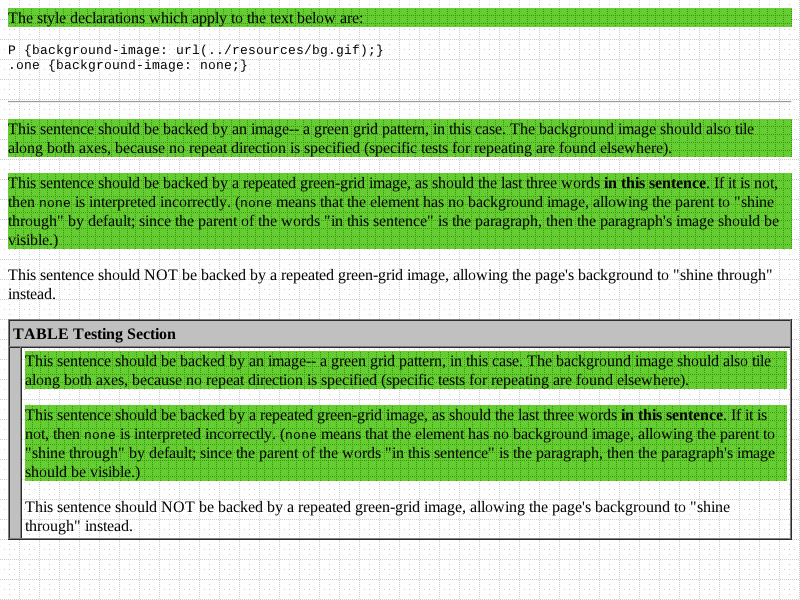 The style declarations which apply to the text below are:
P {background-image: url(../resources/bg.gif);}
.one {background-image: none;}
This sentence should be backed by an image-- a green grid pattern, in this case. The background image should also tile
along both axes, because no repeat direction is specified (specific tests for repeating are found elsewhere).
This sentence should be backed by a repeated green-grid image, as should the last three words in this sentence. If it is not,
then none is interpreted incorrectly. (none means that the element has no background image, allowing the parent to "shine
through" by default; since the parent of the words "in this sentence" is the paragraph, then the paragraph's image should be
visible.)
This sentence should NOT be backed by a repeated green-grid image, allowing the page's background to "shine through"
instead.
TABLE Testing Section
This sentence should be backed by an image-- a green grid pattern, in this case. The background image should also tile
along both axes, because no repeat direction is specified (specific tests for repeating are found elsewhere).
This sentence should be backed by a repeated green-grid image, as should the last three words in this sentence. If it is
not, then none is interpreted incorrectly. (none means that the element has no background image, allowing the parent to
"shine through" by default; since the parent of the words "in this sentence" is the paragraph, then the paragraph's image
should be visible.)
This sentence should NOT be backed by a repeated green-grid image, allowing the page's background to "shine
through" instead.